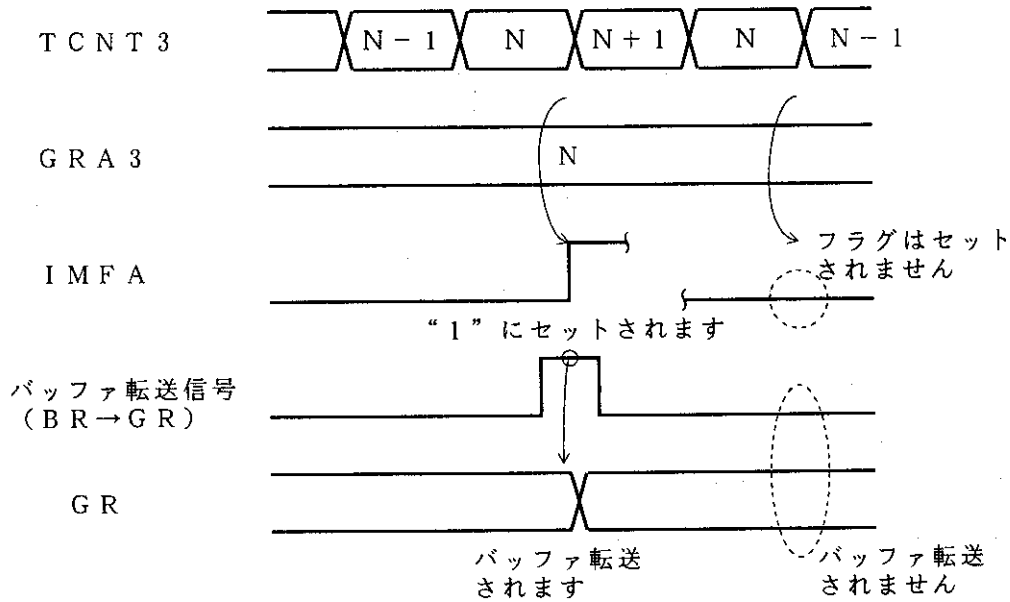 TCNT3
N-1 N N+1 N N-1
GRA3
N
IMFA
フラグはセット
されません
“1”にセットされます
バッファ転送信号
(BR→GR)
GR
バッファ転送
されます
バッファ転送
されません